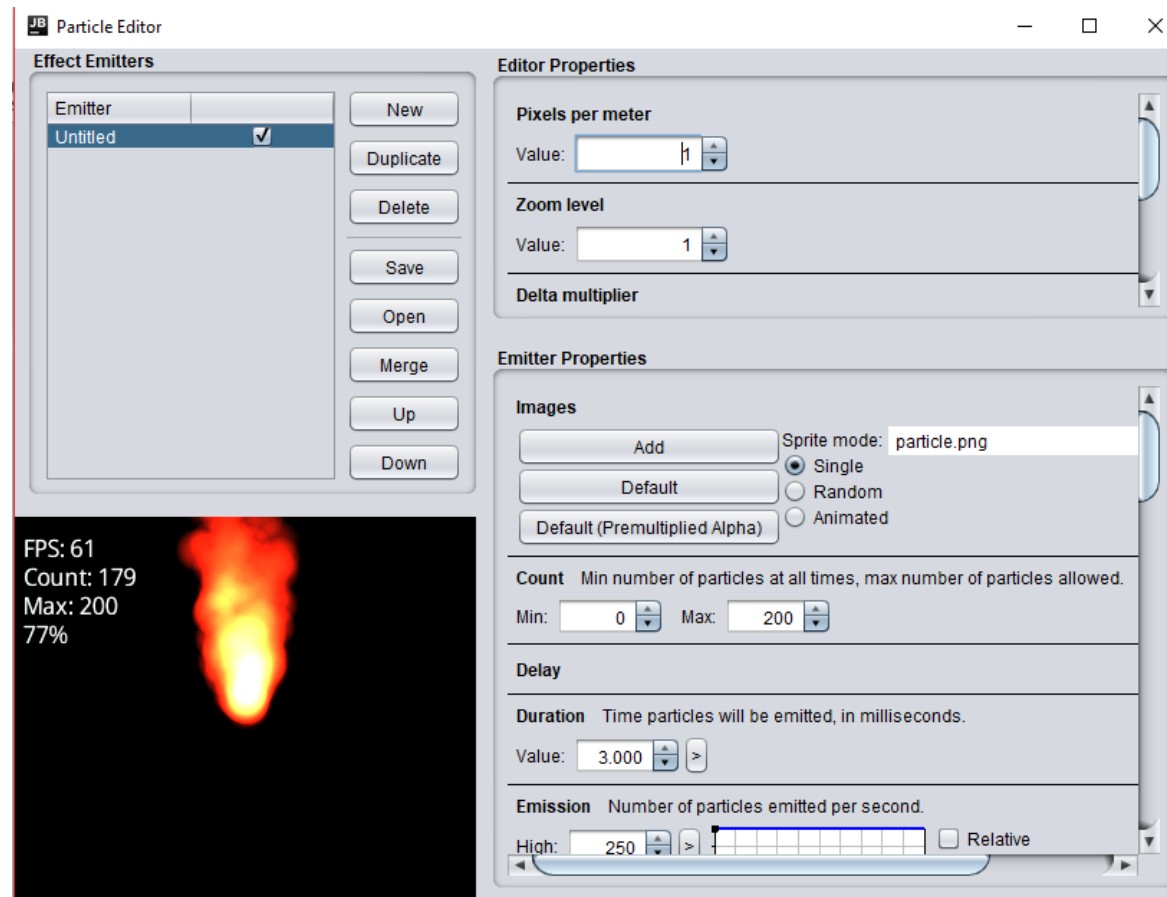 JB Particle Editor
Effect Emitters
Emitter
Untitled
New
Duplicate
Delete
Save
Open
Merge
Up
Down
FPS: 61
Count: 179
Max: 200
77%
Editor Properties
Pixels per meter
Value: 1
Zoom level
Value: 1
Delta multiplier
Emitter Properties
Images
Add
Default
Default (Premultiplied Alpha)
Sprite mode: particle.png
Single
Random
Animated
Count Min number of particles at all times, max number of particles allowed.
Min: 0 Max: 200
Delay
Duration Time particles will be emitted, in milliseconds.
Value: 3.000 >
Emission Number of particles emitted per second.
High: 250 > Relative